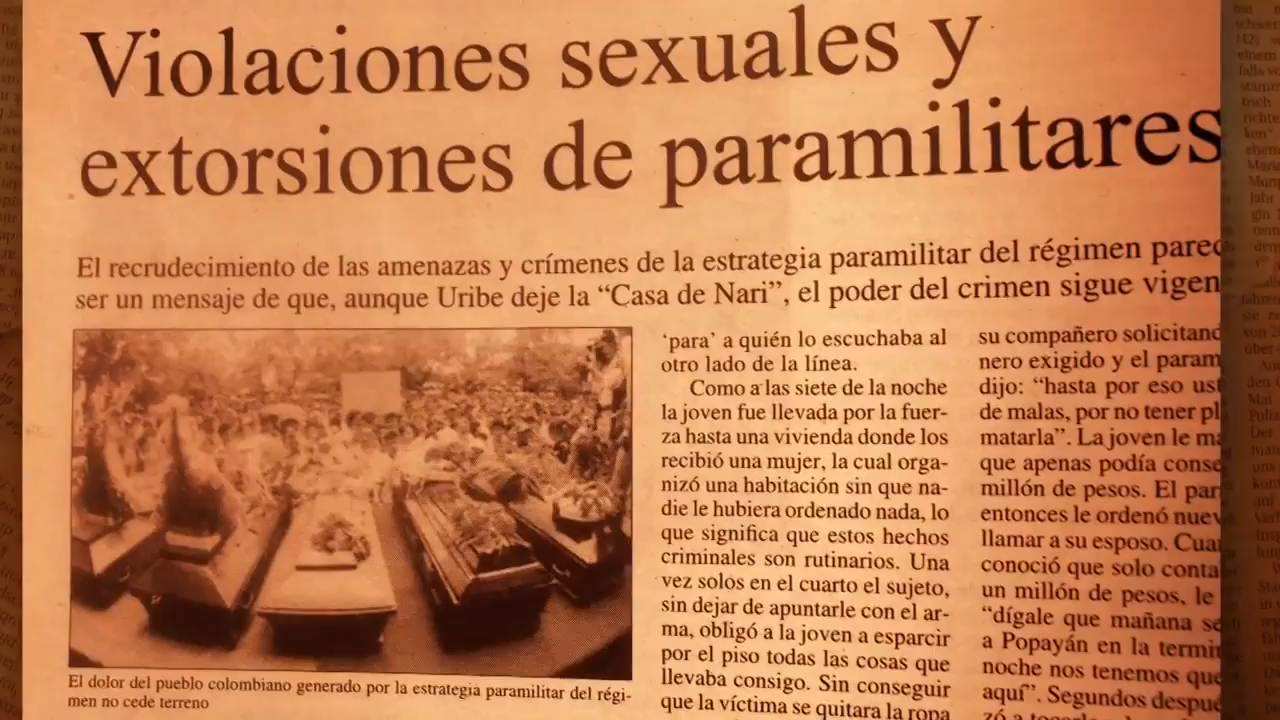 Violaciones sexuales y
extorsiones de paramilitares
El recrudecimiento de las amenazas y crímenes de la estrategia paramilitar del régimen parec
ser un mensaje de que, aunque Uribe deje la “Casa de Nari”, el poder del crimen sigue vigen
El dolor del pueblo colombiano generado por la estrategia paramilitar del régi-
men no cede terreno
‘para’ a quién lo escuchaba al
otro lado de la línea.
Como a las siete de la noche
la joven fue llevada por la fuer-
za hasta una vivienda donde los
recibió una mujer, la cual orga-
nizó una habitación sin que na-
die le hubiera ordenado nada, lo
que significa que estos hechos
criminales son rutinarios. Una
vez solos en el cuarto el sujeto,
sin dejar de apuntarle con el ar-
ma, obligó a la joven a esparcir
por el piso todas las cosas que
llevaba consigo. Sin conseguir
que la víctima se quitara la ropa
su compañero solicitand
nero exigido y el param
dijo: “hasta por eso ust
de malas, por no tener pl
matarla”. La joven le ma
que apenas podía conse
millón de pesos. El par
entonces le ordenó nuev
llamar a su esposo. Cuan
conoció que solo conta
un millón de pesos, le
“dígale que mañana se
a Popayán en la termin
noche nos tenemos que
aquí”. Segundos despué